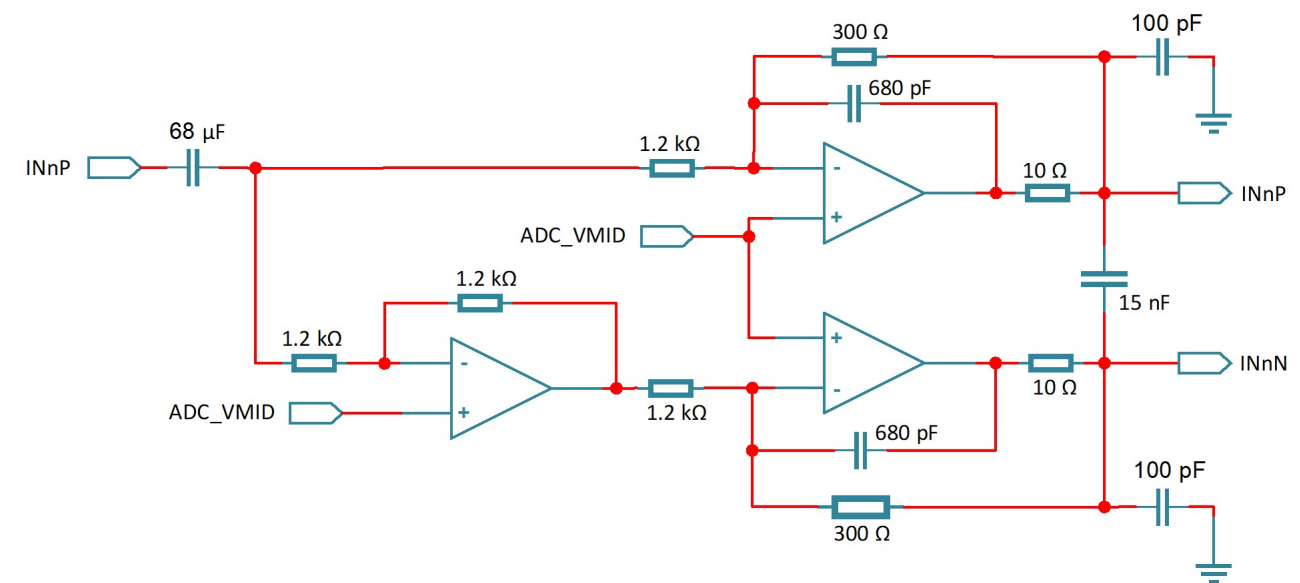 300 Ω
100 pF
680 pF
68 µF
1.2 kΩ
INnP
10 Ω
INnP
ADC_VMID
+
-
1.2 kΩ
15 nF
1.2 kΩ
+
-
INnN
-
10 Ω
ADC_VMID
+
1.2 kΩ
-
680 pF
100 pF
300 Ω